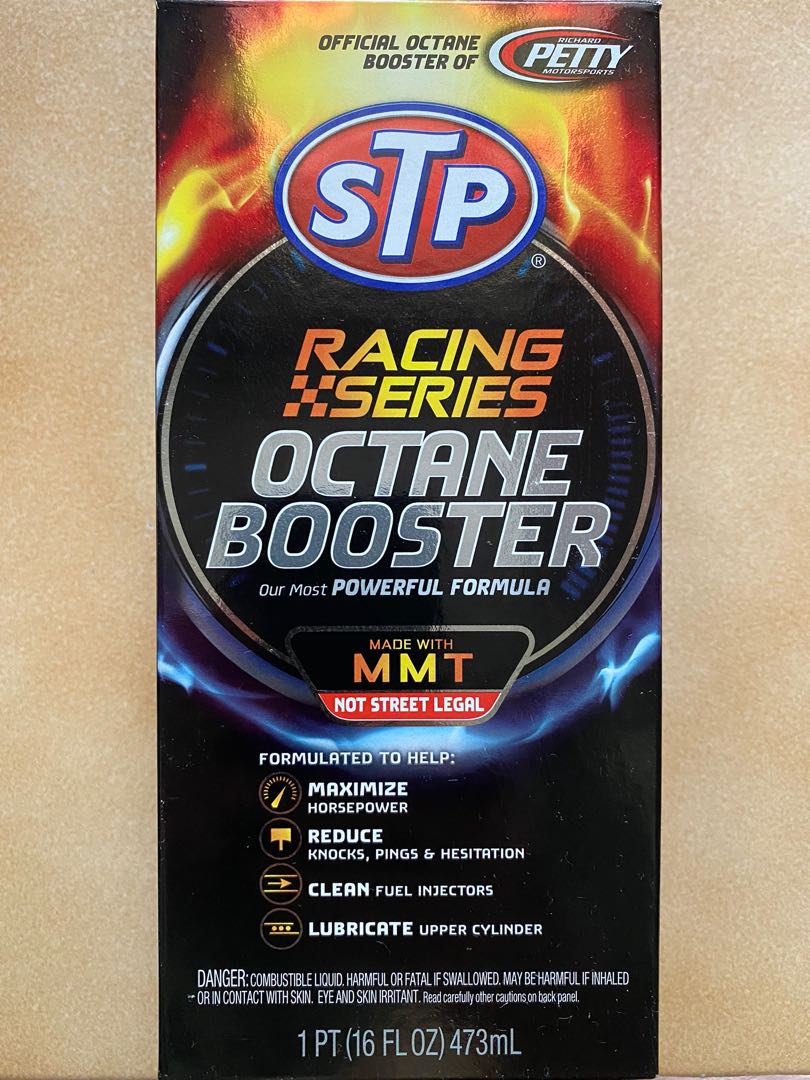 OFFICIAL OCTANE
BOOSTER OF
RICHARD
PETTY
MOTORSPORTS
STP
®
RACING
SERIES
OCTANE
BOOSTER
Our Most POWERFUL FORMULA
MADE WITH
MMT
NOT STREET LEGAL
FORMULATED TO HELP:
MAXIMIZE
HORSEPOWER
REDUCE
KNOCKS, PINGS & HESITATION
CLEAN FUEL INJECTORS
LUBRICATE UPPER CYLINDER
DANGER: COMBUSTIBLE LIQUID. HARMFUL OR FATAL IF SWALLOWED. MAY BE HARMFUL IF INHALED
OR IN CONTACT WITH SKIN. EYE AND SKIN IRRITANT. Read carefully other cautions on back panel.
1 PT (16 FL OZ) 473mL